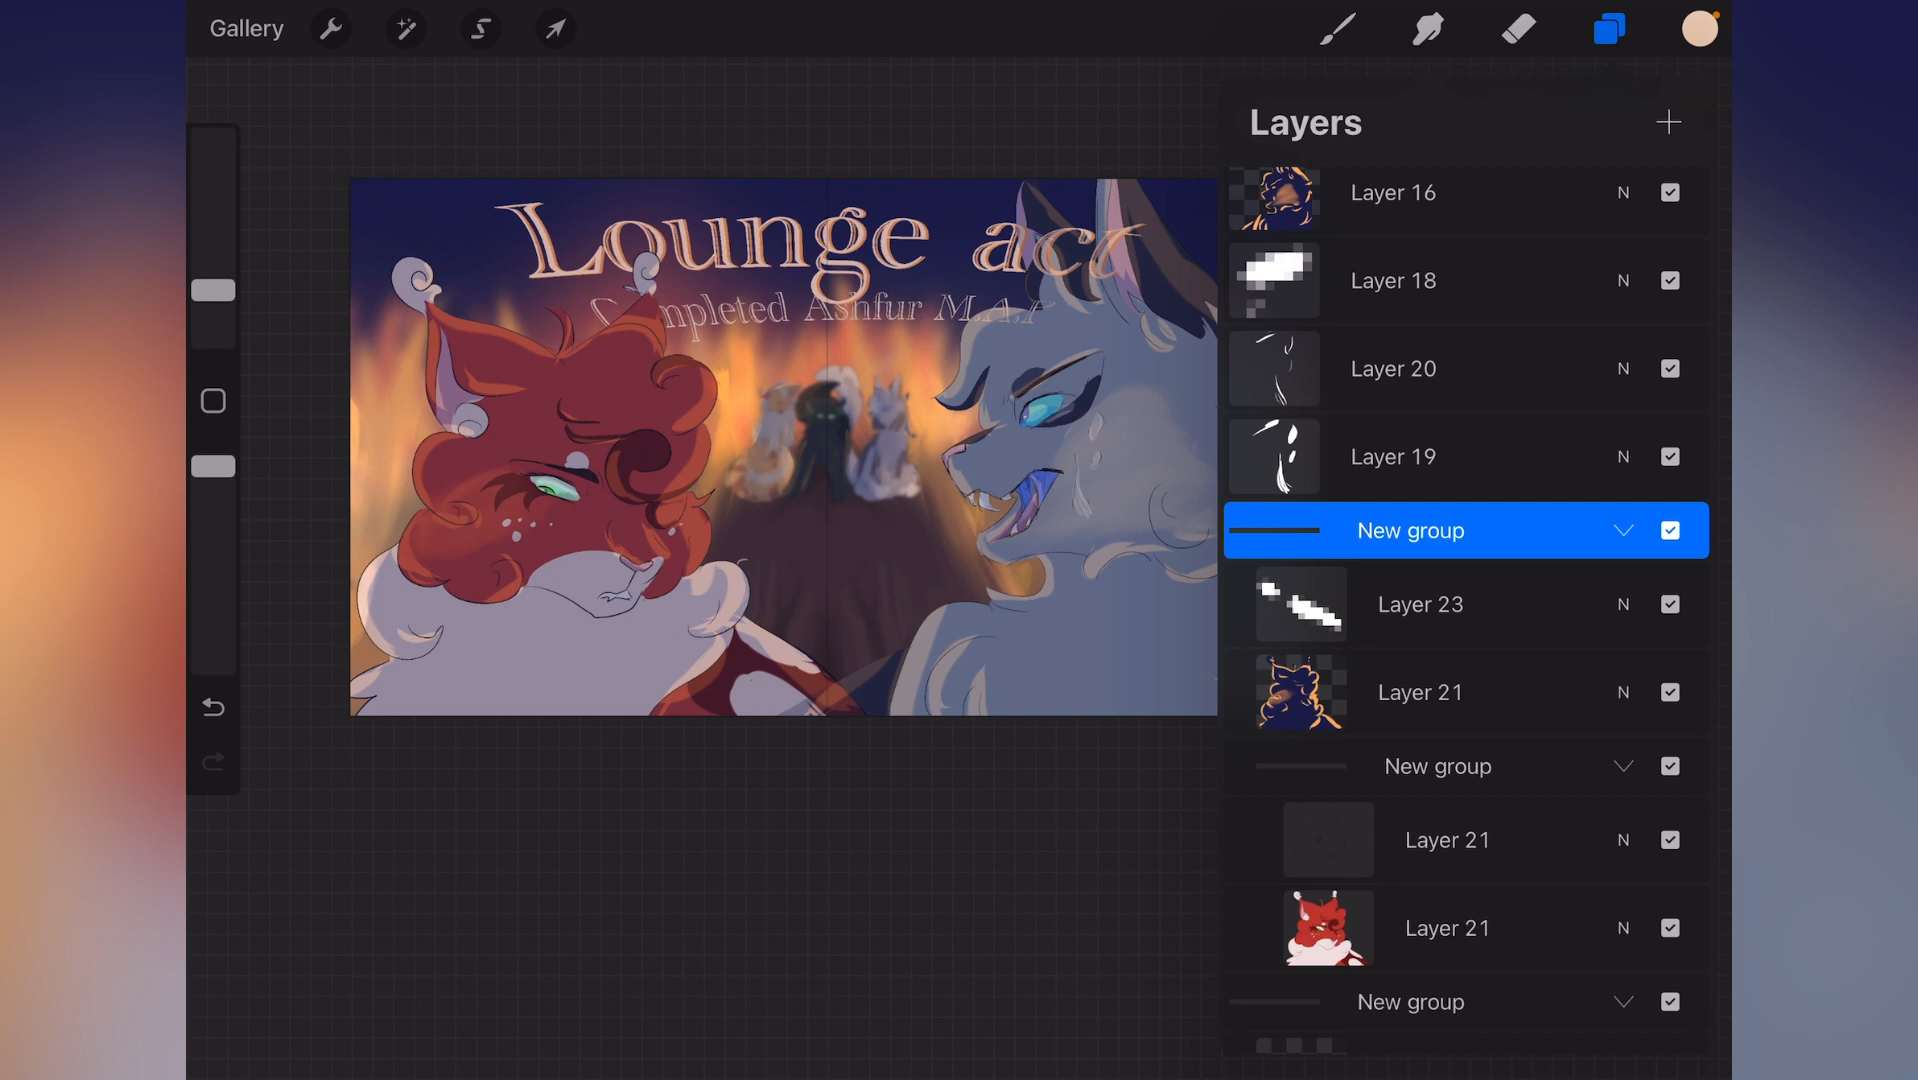 Gallery
Layers
Lounge act
Completed Ashfur M.A.P
Layer 16 N
Layer 18 N
Layer 20 N
Layer 19 N
New group
Layer 23 N
Layer 21 N
New group
Layer 21 N
Layer 21 N
New group